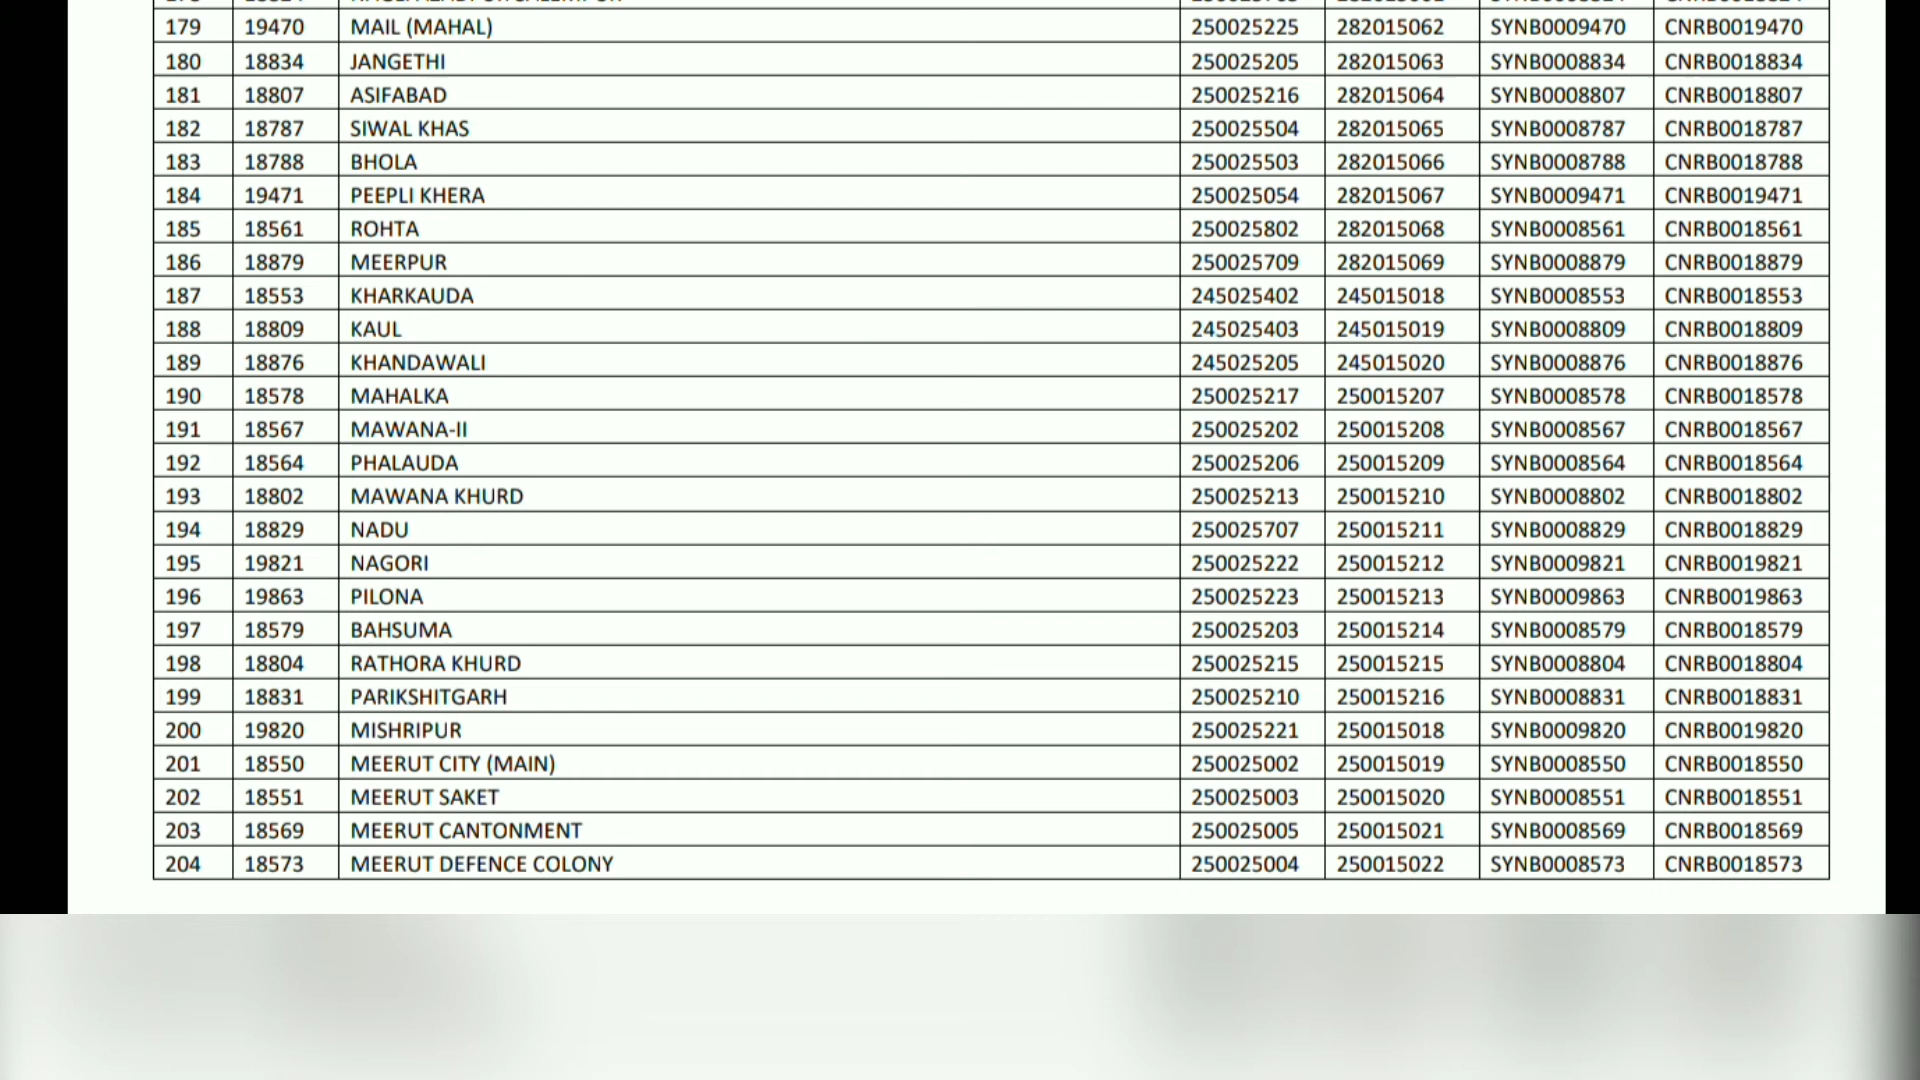 179 19470 MAIL (MAHAL) 250025225 282015062 SYNB0009470 CNRB0019470
180 18834 JANGETHI 250025205 282015063 SYNB0008834 CNRB0018834
181 18807 ASIFABAD 250025216 282015064 SYNB0008807 CNRB0018807
182 18787 SIWAL KHAS 250025504 282015065 SYNB0008787 CNRB0018787
183 18788 BHOLA 250025503 282015066 SYNB0008788 CNRB0018788
184 19471 PEEPLI KHERA 250025054 282015067 SYNB0009471 CNRB0019471
185 18561 ROHTA 250025802 282015068 SYNB0008561 CNRB0018561
186 18879 MEERPUR 250025709 282015069 SYNB0008879 CNRB0018879
187 18553 KHARKAUDA 245025402 245015018 SYNB0008553 CNRB0018553
188 18809 KAUL 245025403 245015019 SYNB0008809 CNRB0018809
189 18876 KHANDAWALI 245025205 245015020 SYNB0008876 CNRB0018876
190 18578 MAHALKA 250025217 250015207 SYNB0008578 CNRB0018578
191 18567 MAWANA-II 250025202 250015208 SYNB0008567 CNRB0018567
192 18564 PHALAUDA 250025206 250015209 SYNB0008564 CNRB0018564
193 18802 MAWANA KHURD 250025213 250015210 SYNB0008802 CNRB0018802
194 18829 NADU 250025707 250015211 SYNB0008829 CNRB0018829
195 19821 NAGORI 250025222 250015212 SYNB0009821 CNRB0019821
196 19863 PILONA 250025223 250015213 SYNB0009863 CNRB0019863
197 18579 BAHSUMA 250025203 250015214 SYNB0008579 CNRB0018579
198 18804 RATHORA KHURD 250025215 250015215 SYNB0008804 CNRB0018804
199 18831 PARIKSHITGARH 250025210 250015216 SYNB0008831 CNRB0018831
200 19820 MISHRIPUR 250025221 250015018 SYNB0009820 CNRB0019820
201 18550 MEERUT CITY (MAIN) 250025002 250015019 SYNB0008550 CNRB0018550
202 18551 MEERUT SAKET 250025003 250015020 SYNB0008551 CNRB0018551
203 18569 MEERUT CANTONMENT 250025005 250015021 SYNB0008569 CNRB0018569
204 18573 MEERUT DEFENCE COLONY 250025004 250015022 SYNB0008573 CNRB0018573